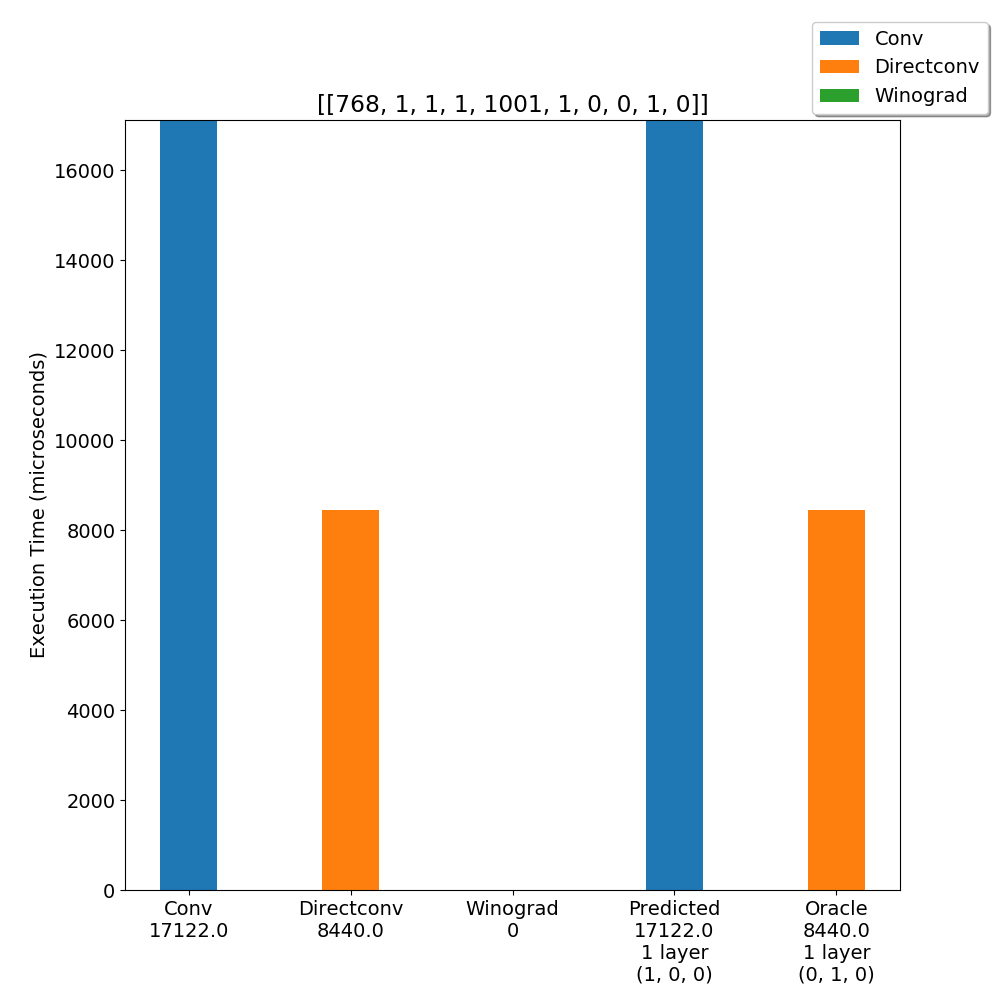 Conv
Directconv
Winograd
[[768, 1, 1, 1, 1001, 1, 0, 0, 1, 0]]
Execution Time (microseconds)
16000
14000
12000
10000
8000
6000
4000
2000
0
Conv
17122.0
Directconv
8440.0
Winograd
0
Predicted
17122.0
1 layer
(1, 0, 0)
Oracle
8440.0
1 layer
(0, 1, 0)